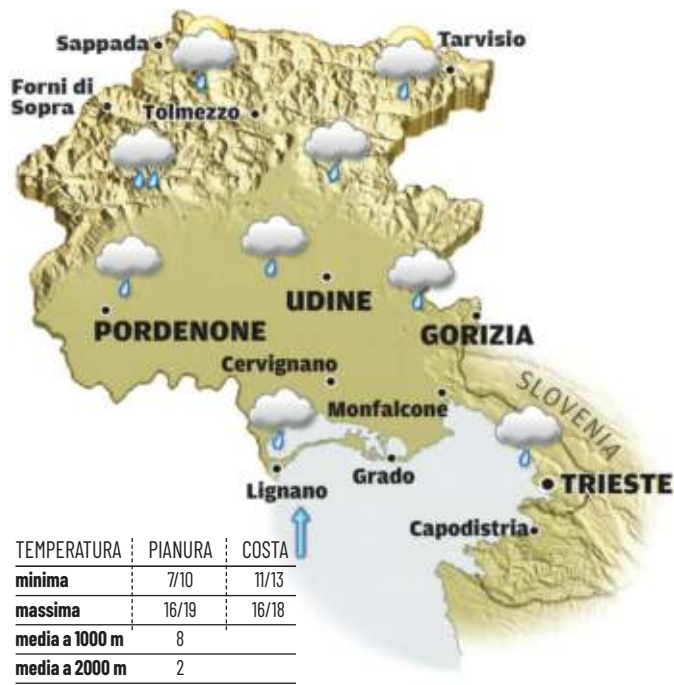 Sappada
Tarvisio
Forni di
Sopra
Tolmezzo
UDINE
PORDENONE
GORIZIA
Cervignano
Monfalcone
SLOVENIA
Grado
Lignano
TRIESTE
Capodistria
TEMPERATURA PIANURA COSTA
minima 7/10 11/13
massima 16/19 16/18
media a 1000 m 8
media a 2000 m 2